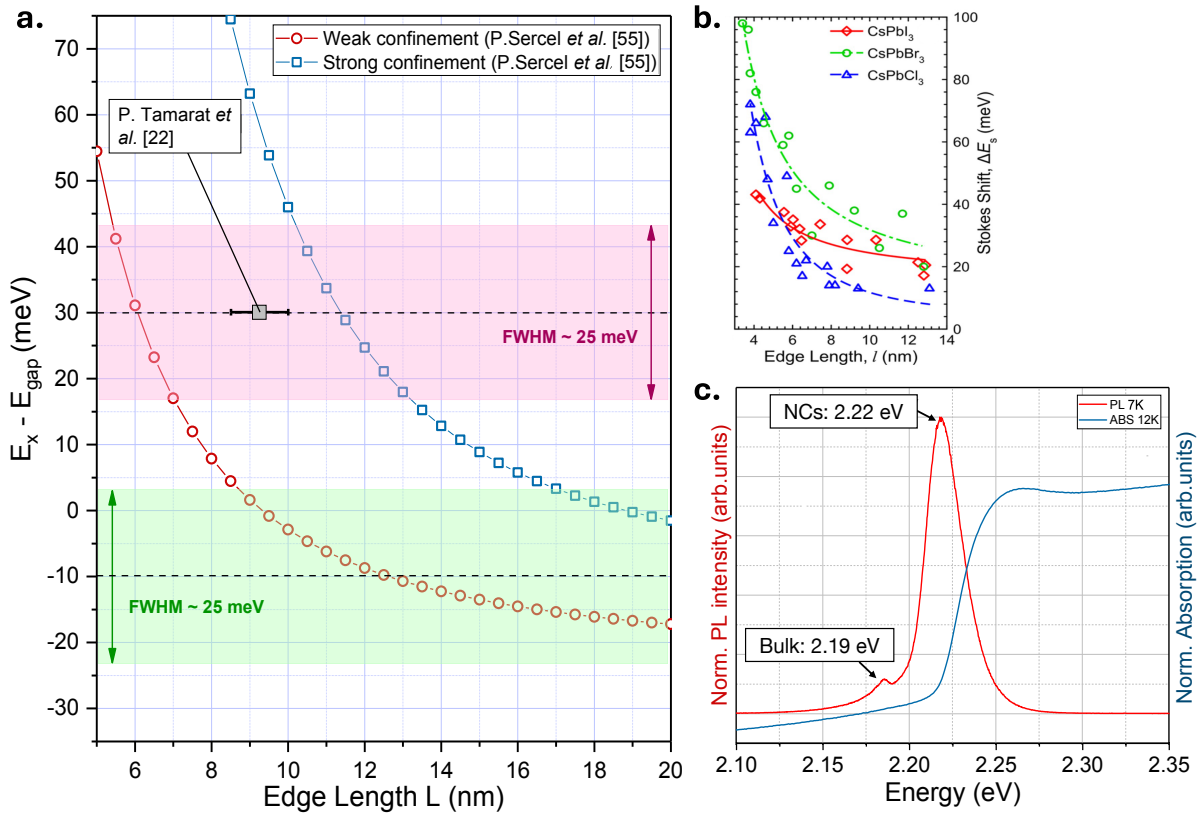 a.
Weak confinement (P.Sercel et al. [55])
Strong confinement (P.Sercel et al. [55])
P. Tamarat et
al. [22]
FWHM ~ 25 meV
FWHM ~ 25 meV
75
70
60
50
40
30
20
10
0
-10
-20
-30
E_x - E_gap (meV)
6 8 10 12 14 16 18 20
Edge Length L (nm)
b.
CsPbI₃
CsPbBr₃
CsPbCl₃
100
80
60
40
20
0
Stokes Shift, ΔE_s (meV)
4 6 8 10 12 14
Edge Length, l (nm)
c.
PL 7K
ABS 12K
NCs: 2.22 eV
Bulk: 2.19 eV
Norm. PL intensity (arb.units)
Norm. Absorption (arb.units)
2.10 2.15 2.20 2.25 2.30 2.35
Energy (eV)